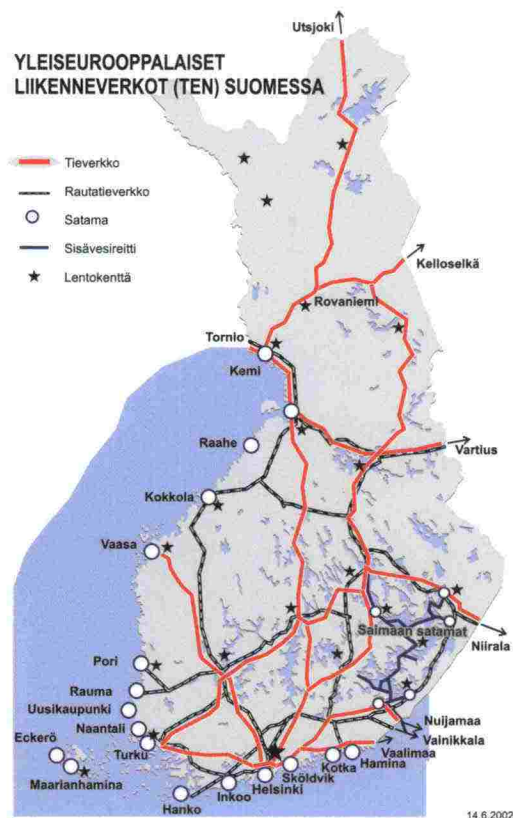 YLEISEUROOPPALAISET
LIIKENNEVERKOT (TEN) SUOMESSA
Tieverkko
Rautatieverkko
Satama
Sisävesireitti
Lentokenttä
Utsjoki
Kelloselkä
Rovaniemi
Tornio
Kemi
Raahe
Vartius
Kokkola
Vaasa
Saimaan satamat
Niirala
Pori
Rauma
Uusikaupunki
Naantali
Eckerö
Turku
Maarianhamina
Hanko
Inkoo
Helsinki
Sköldvik
Kotka
Hamina
Vaalimaa
Vainikkala
Nuijamaa
14.6.2002